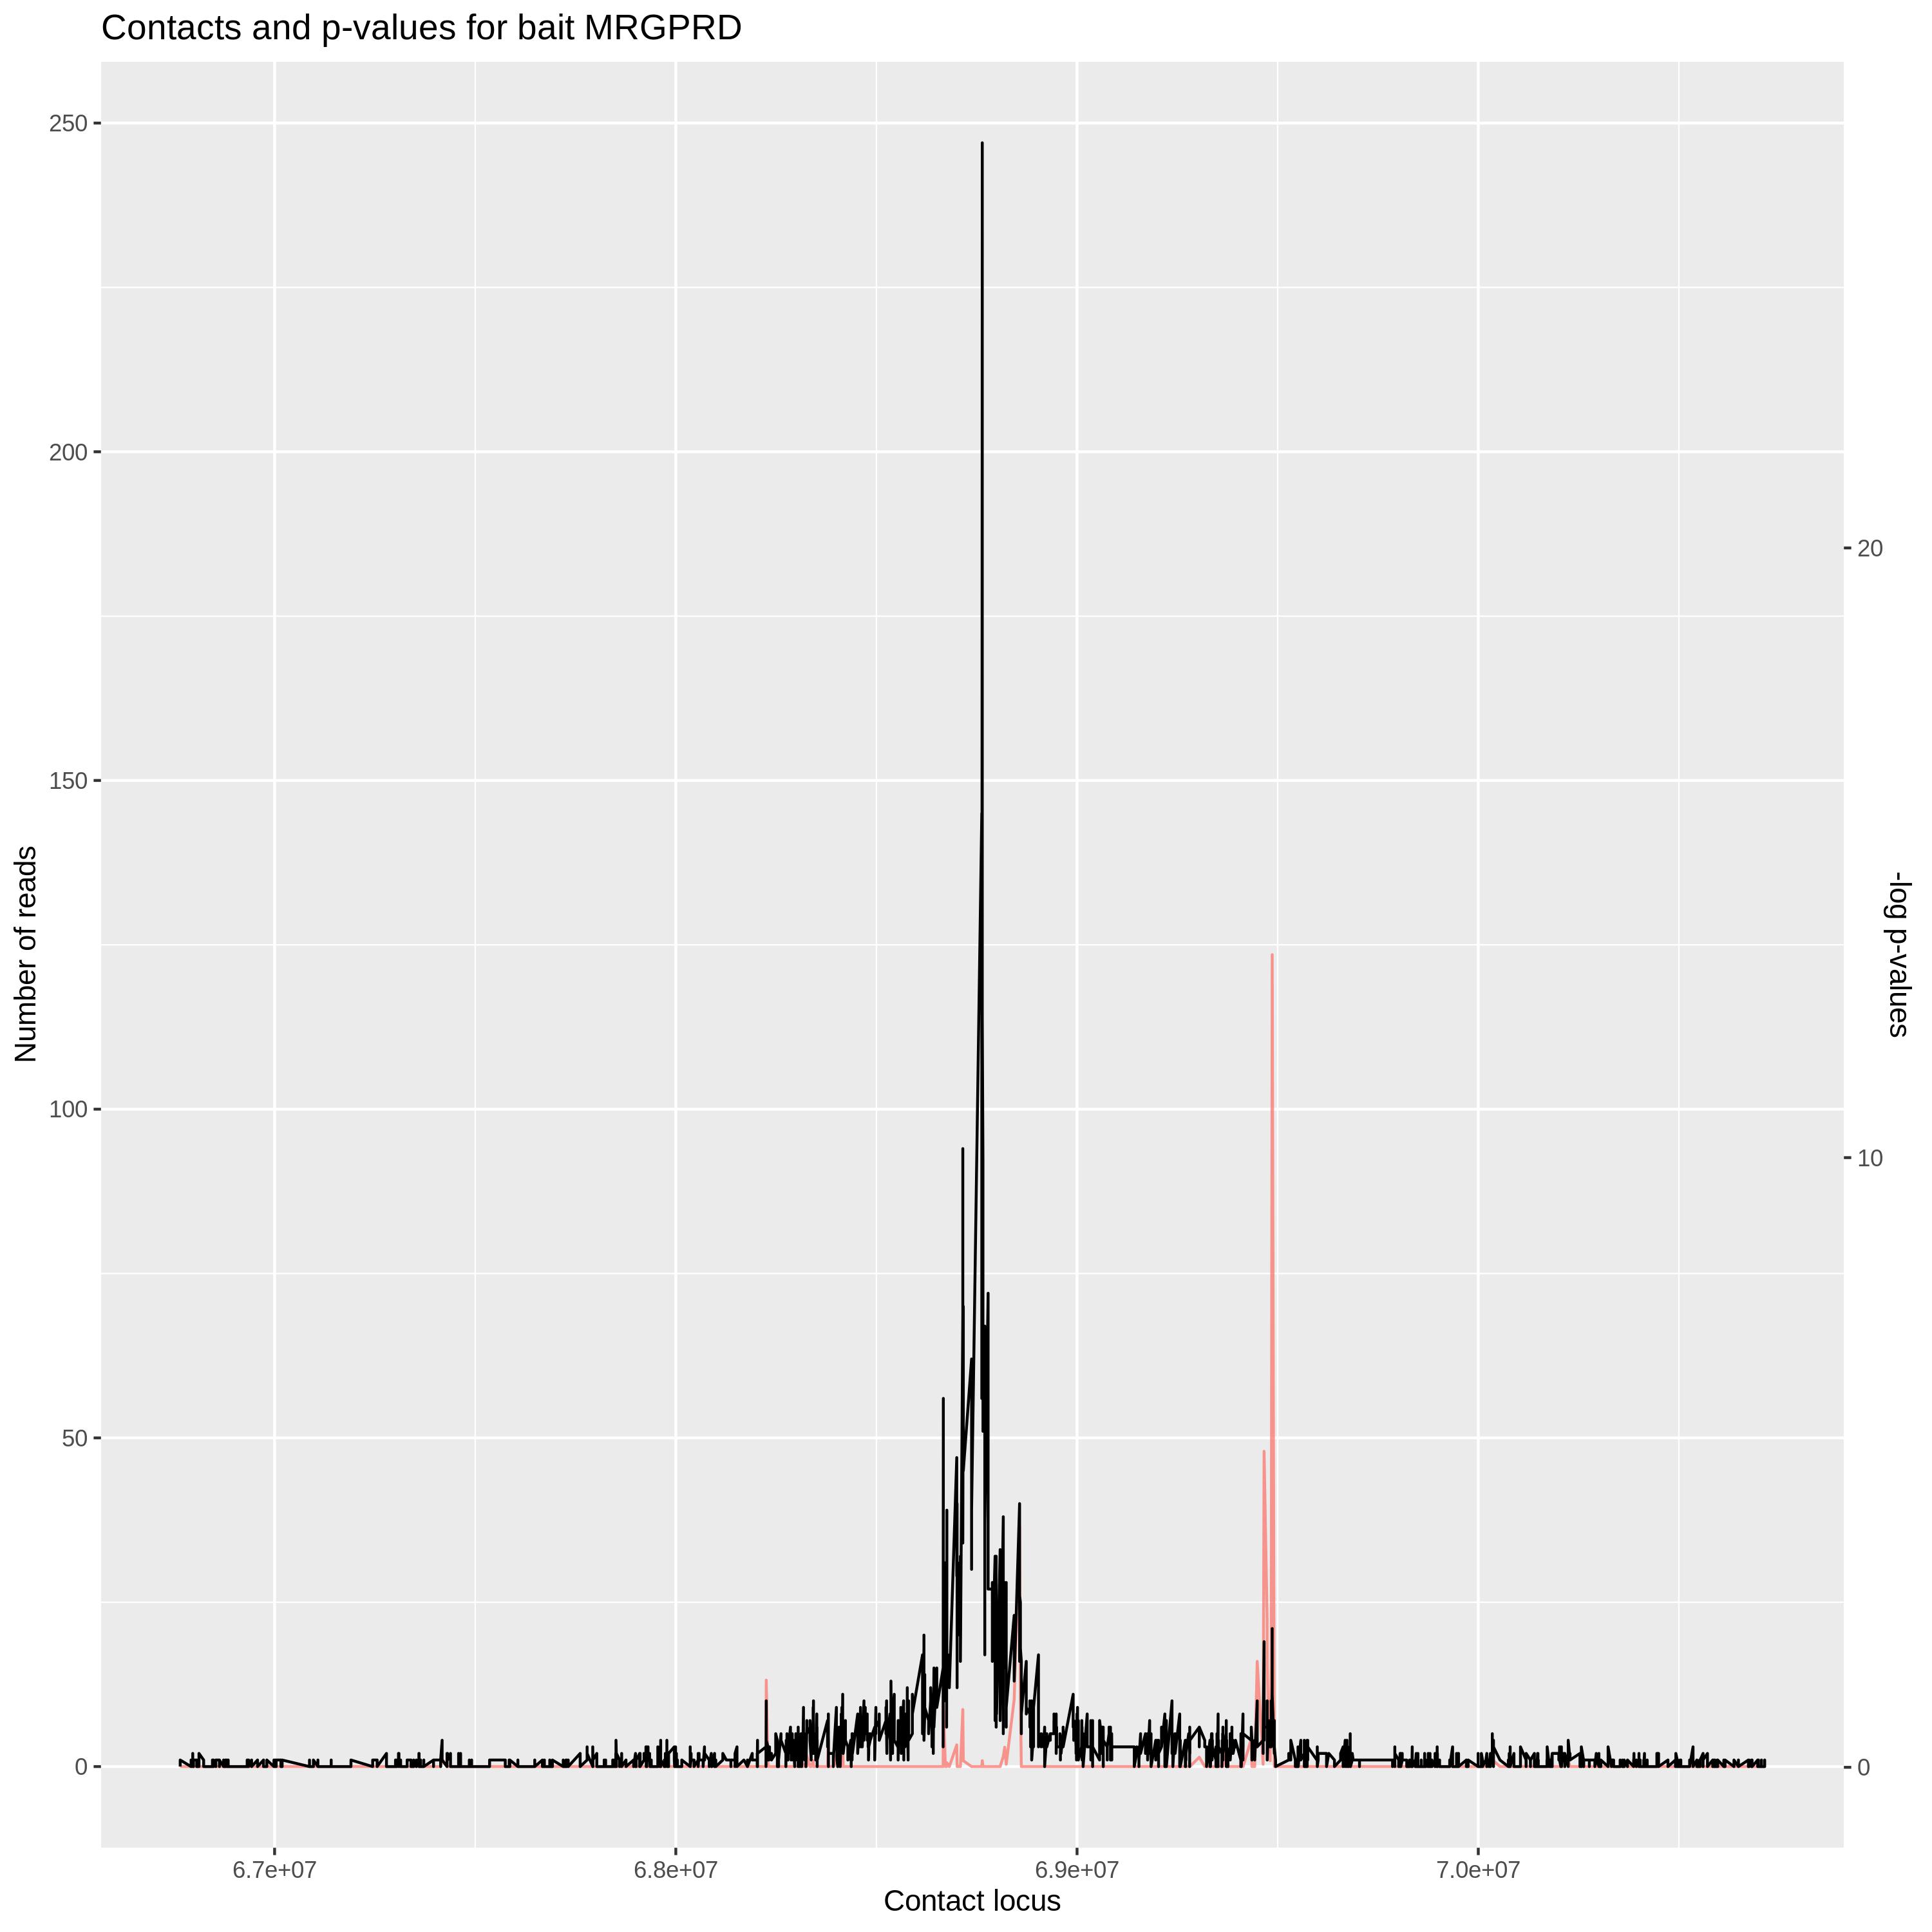 Contacts and p-values for bait MRGPRD
250
200
150
100
50
0
Number of reads
20
10
0
-log p-values
6.7e+07
6.8e+07
6.9e+07
7.0e+07
Contact locus